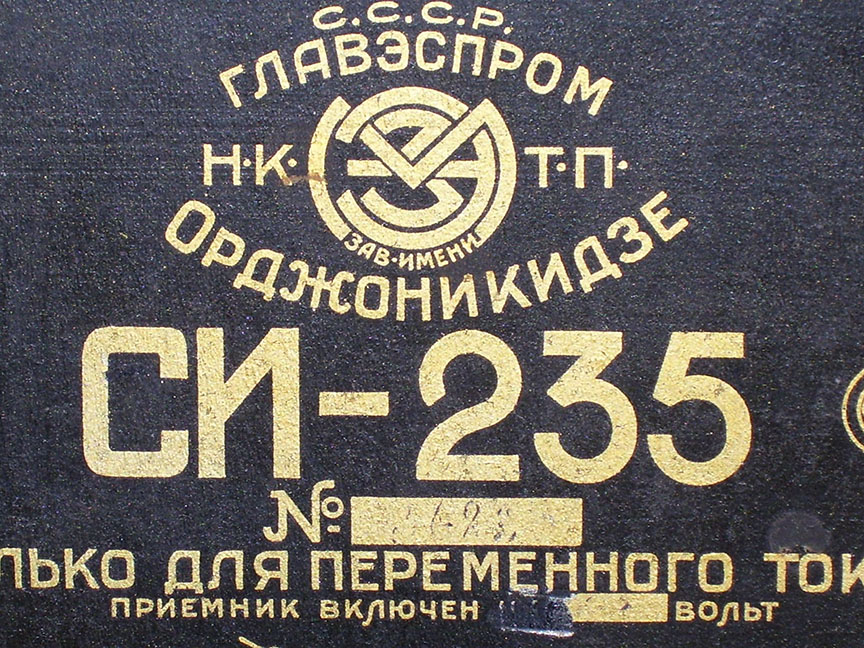 С.С.С.Р.
ГЛАВЭСПРОМ
Н·К· Т·П·
ЗАВ·ИМЕНИ
ОРДЖОНИКИДЗЕ
СИ-235
№
ЛЬКО ДЛЯ ПЕРЕМЕННОГО ТОК
ПРИЕМНИК ВКЛЮЧЕН ВОЛЬТ